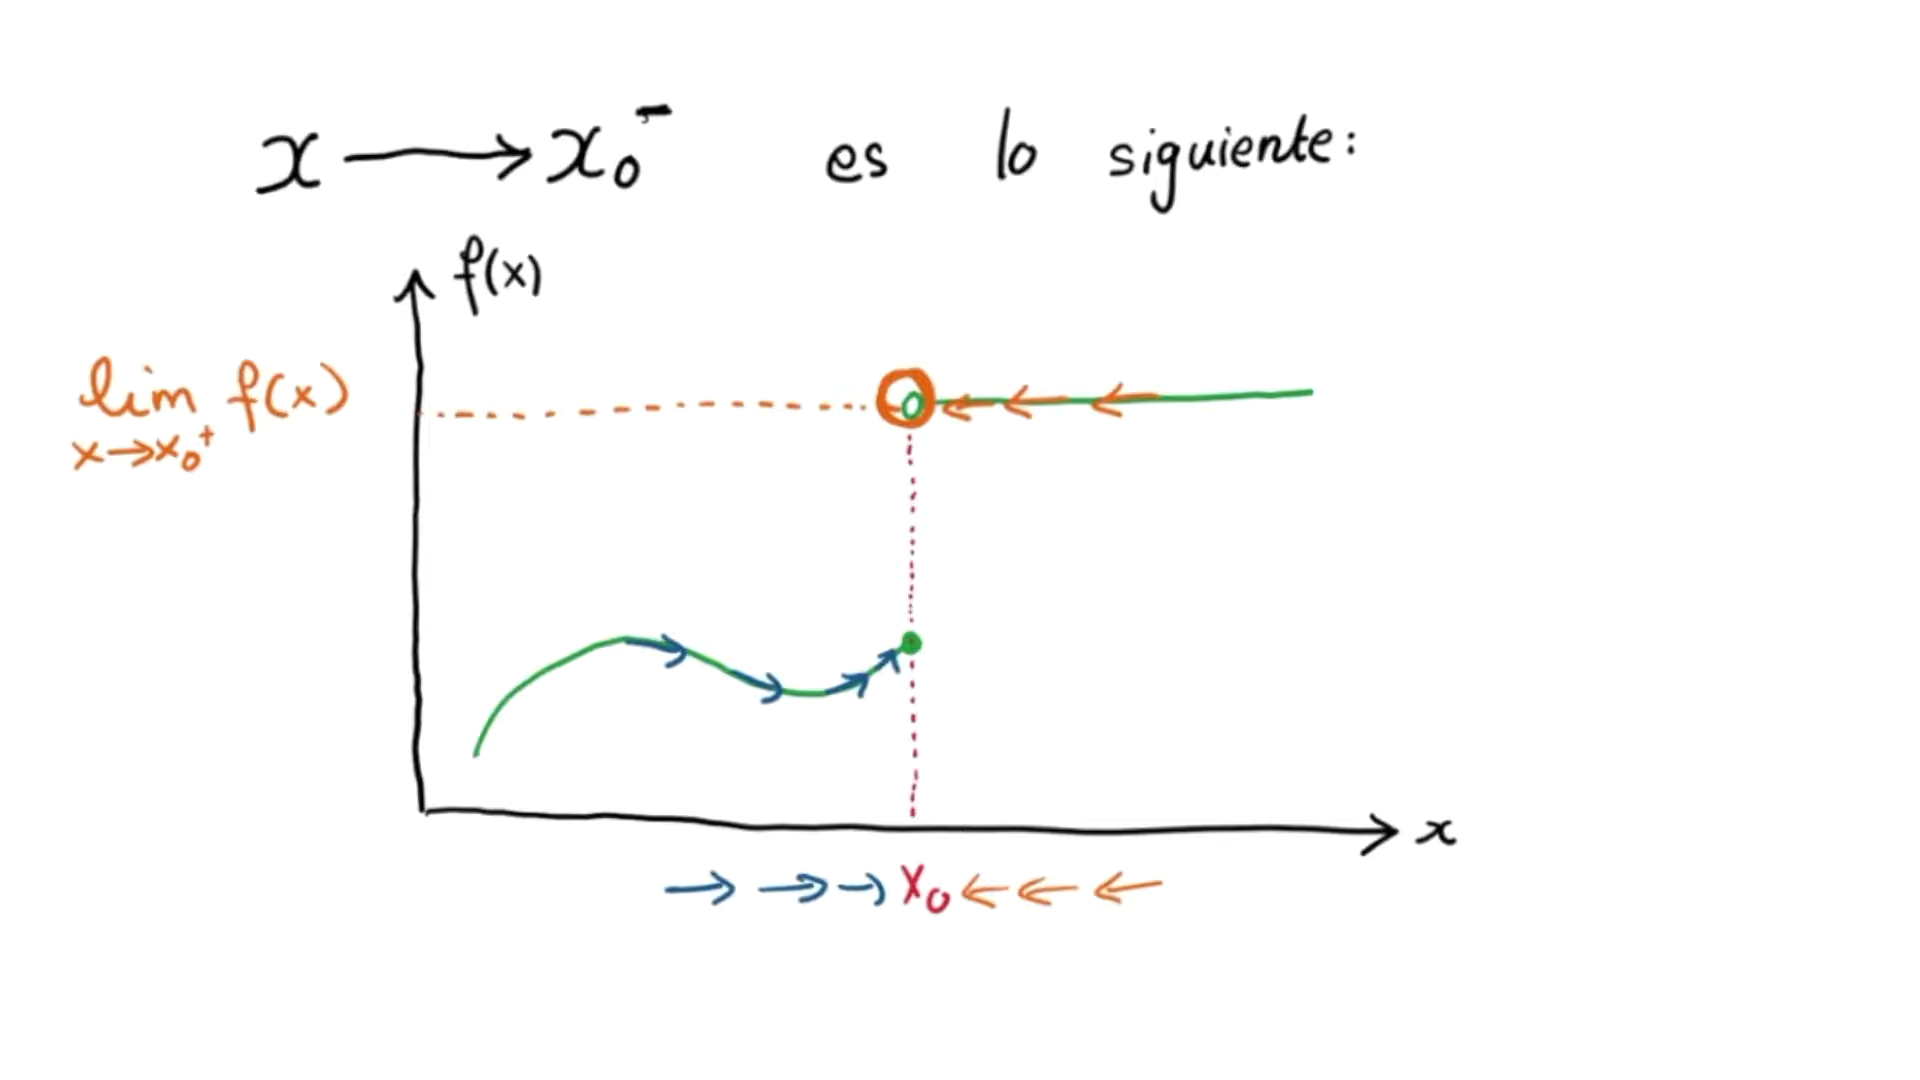 x → x₀⁻ es lo siguiente:
f(x)
lim f(x)
x→x₀⁺
x
→ → → x₀ ← ← ←